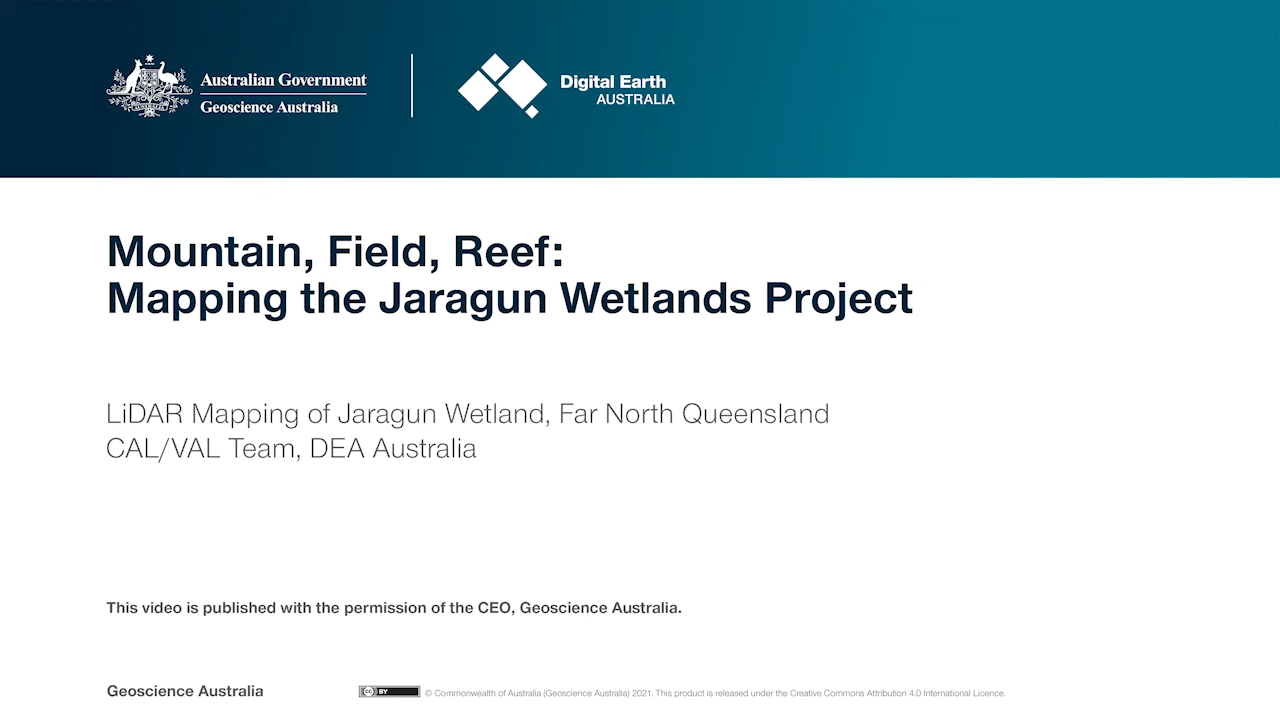 Australian Government
Geoscience Australia
Digital Earth
AUSTRALIA
Mountain, Field, Reef:
Mapping the Jaragun Wetlands Project
LiDAR Mapping of Jaragun Wetland, Far North Queensland
CAL/VAL Team, DEA Australia
This video is published with the permission of the CEO, Geoscience Australia.
Geoscience Australia
cc BY
© Commonwealth of Australia (Geoscience Australia) 2021. This product is released under the Creative Commons Attribution 4.0 International Licence.